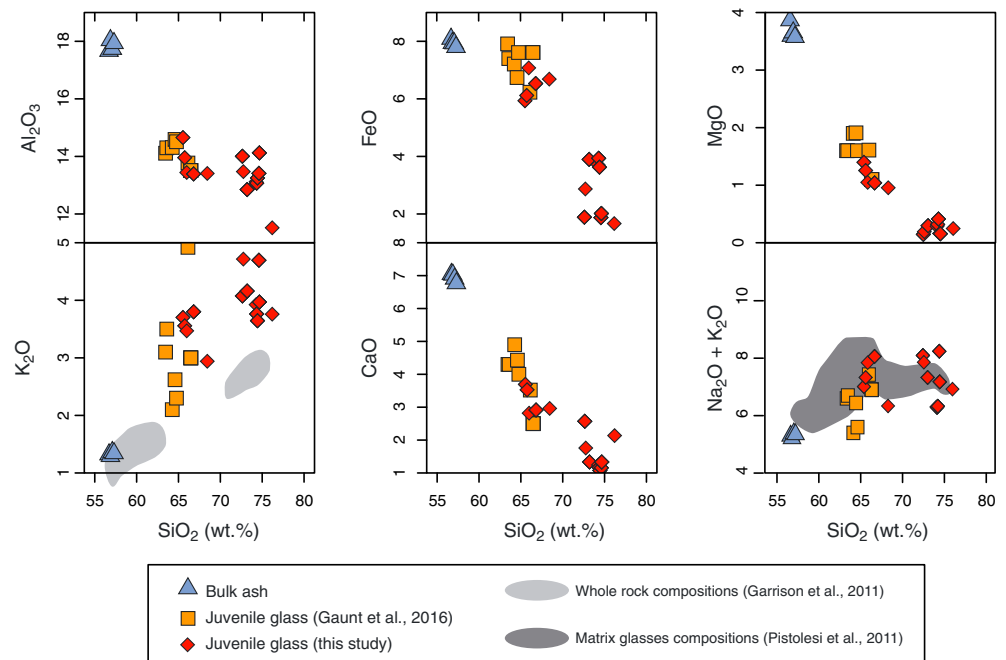 18
16
14
12
Al2O3
8
6
4
2
FeO
4
3
2
1
0
MgO
5
4
3
2
1
K2O
8
7
6
5
4
3
2
1
CaO
10
8
6
4
Na2O + K2O
55 60 65 70 75 80
55 60 65 70 75 80
55 60 65 70 75 80
SiO2 (wt.%)
SiO2 (wt.%)
SiO2 (wt.%)
Bulk ash
Juvenile glass (Gaunt et al., 2016)
Juvenile glass (this study)
Whole rock compositions (Garrison et al., 2011)
Matrix glasses compositions (Pistolesi et al., 2011)